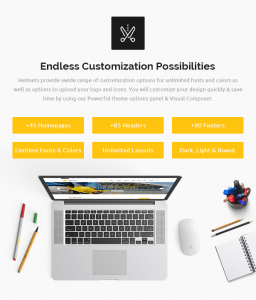 Endless Customization Possibilities
Helmets provide awide range of customization options for unlimited fonts and colors as
well as options to upload your logo and icons. You will customize your design quickly & save
time by using our Powerful theme options panel & Visual Composer.
+45 Homepages
+85 Headers
+90 Footers
Limitless Fonts & Colors
Unlimited Layouts
Dark, Light & Boxed